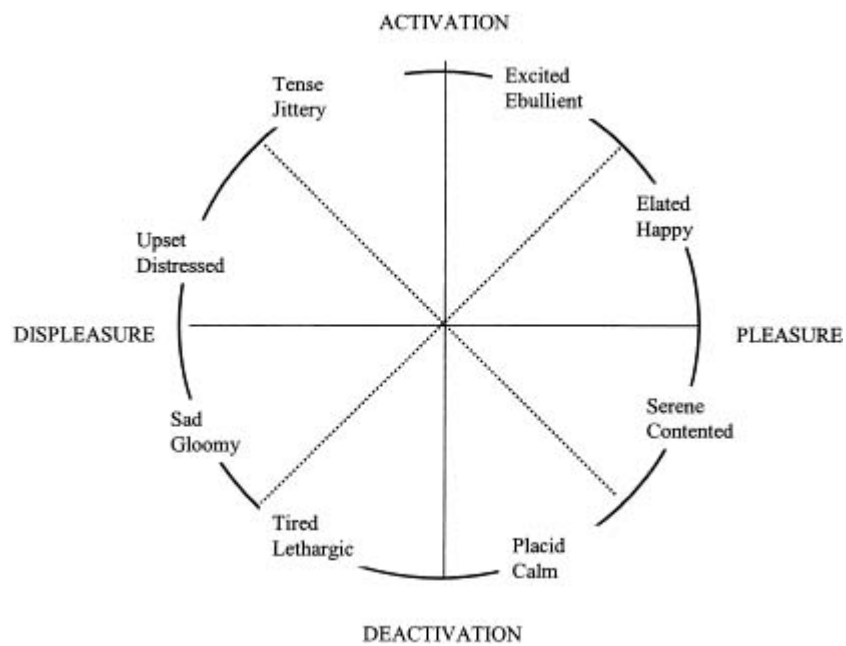 ACTIVATION
Tense
Jittery
Excited
Ebullient
Elated
Happy
Upset
Distressed
DISPLEASURE
PLEASURE
Sad
Gloomy
Serene
Contented
Tired
Lethargic
Placid
Calm
DEACTIVATION